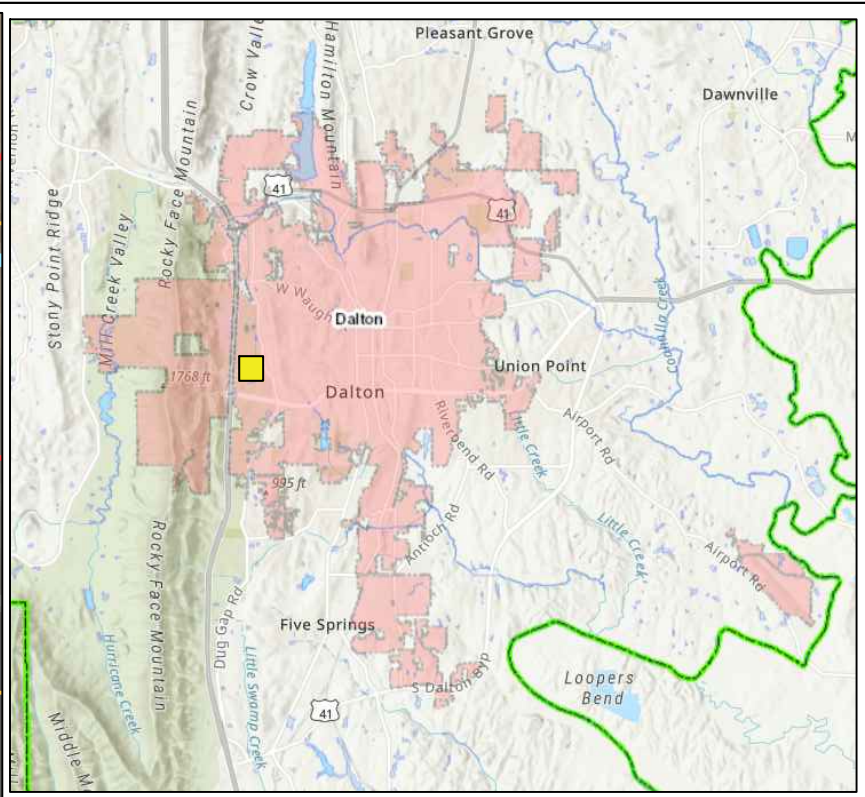 Pleasant Grove
Hamilton Mountain
Crow Valle
Dawnville
Rocky Face Mountain
41
41
Stony Point Ridge
Mill Creek Valley
W Waugh
Dalton
Coahulla Creek
1768 ft
Union Point
Dalton
Airport Rd
Riverbend Rd
Little Creek
995 ft
Little Creek
Antioch Rd
Airport Rd
Rocky Face Mountain
Dug Gap Rd
Five Springs
Hurricane Creek
Little Swamp Creek
S Dalton Byp
Loopers
Bend
41
Middle M